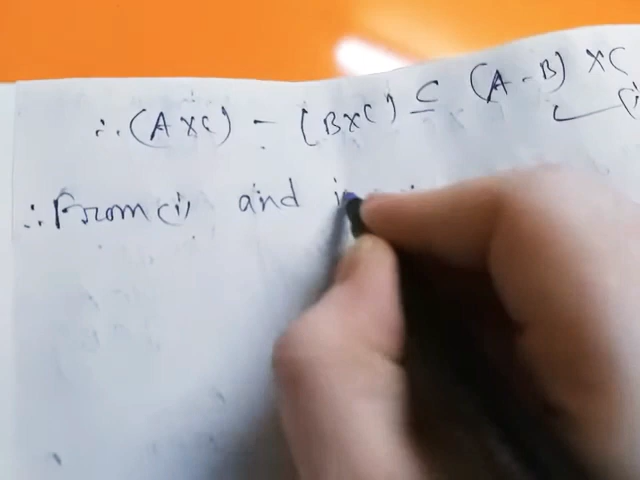 ∴ (A×C) - (B×C) ⊆ (A-B) ×C
∴ From (i) and